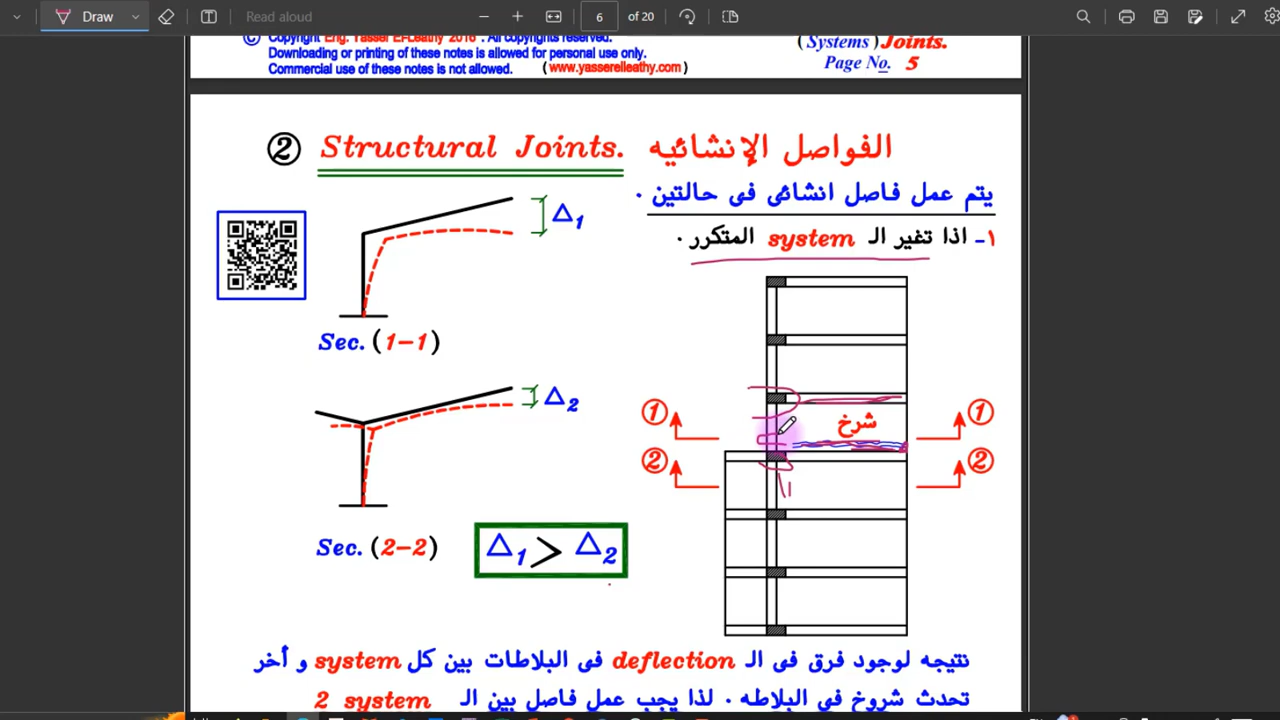 Draw
Read aloud
6 of 20
© Copyright Eng. Yasser El-Leathy 2016 . All copyrights reserved.
Downloading or printing of these notes is allowed for personal use only.
Commercial use of these notes is not allowed. ( www.yasserelleathy.com )
( Systems ) Joints.
Page No. 5
② Structural Joints. الفواصل الإنشائيه
يتم عمل فاصل انشائى فى حالتين .
١- اذا تغير الـ system المتكرر .
Δ1
Sec. (1-1)
Δ2
Sec. (2-2)
Δ1 > Δ2
شرخ
① ①
② ②
نتيجه لوجود فرق فى الـ deflection فى البلاطات بين كل system و أخر
تحدث شروخ فى البلاطه . لذا يجب عمل فاصل بين الـ 2 system